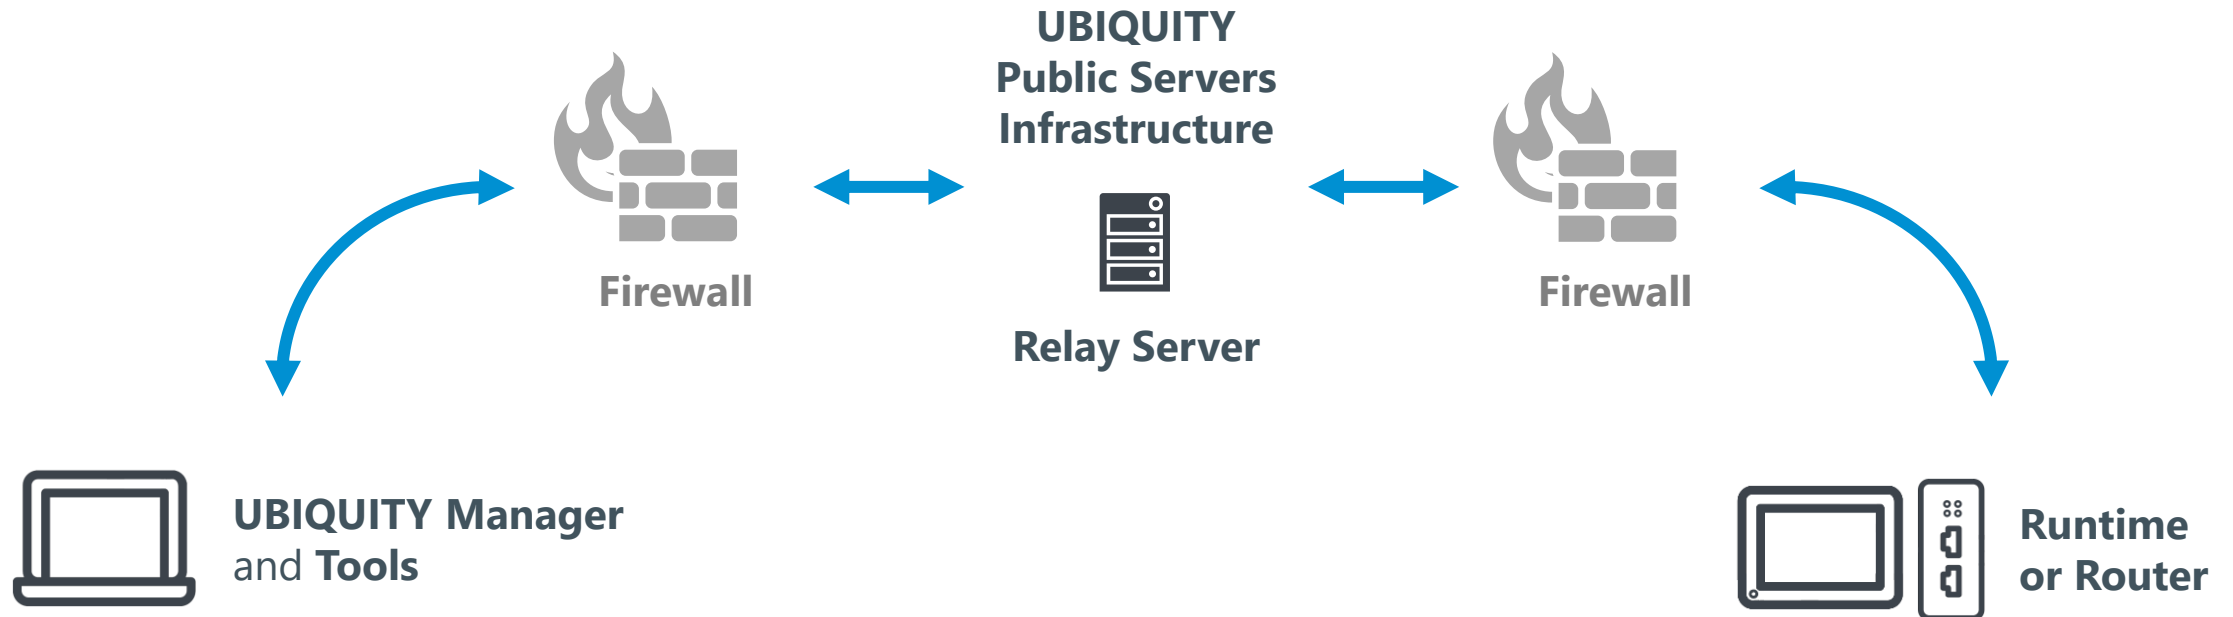 UBIQUITY
Public Servers
Infrastructure
Firewall
Firewall
Relay Server
UBIQUITY Manager
and Tools
Runtime
or Router